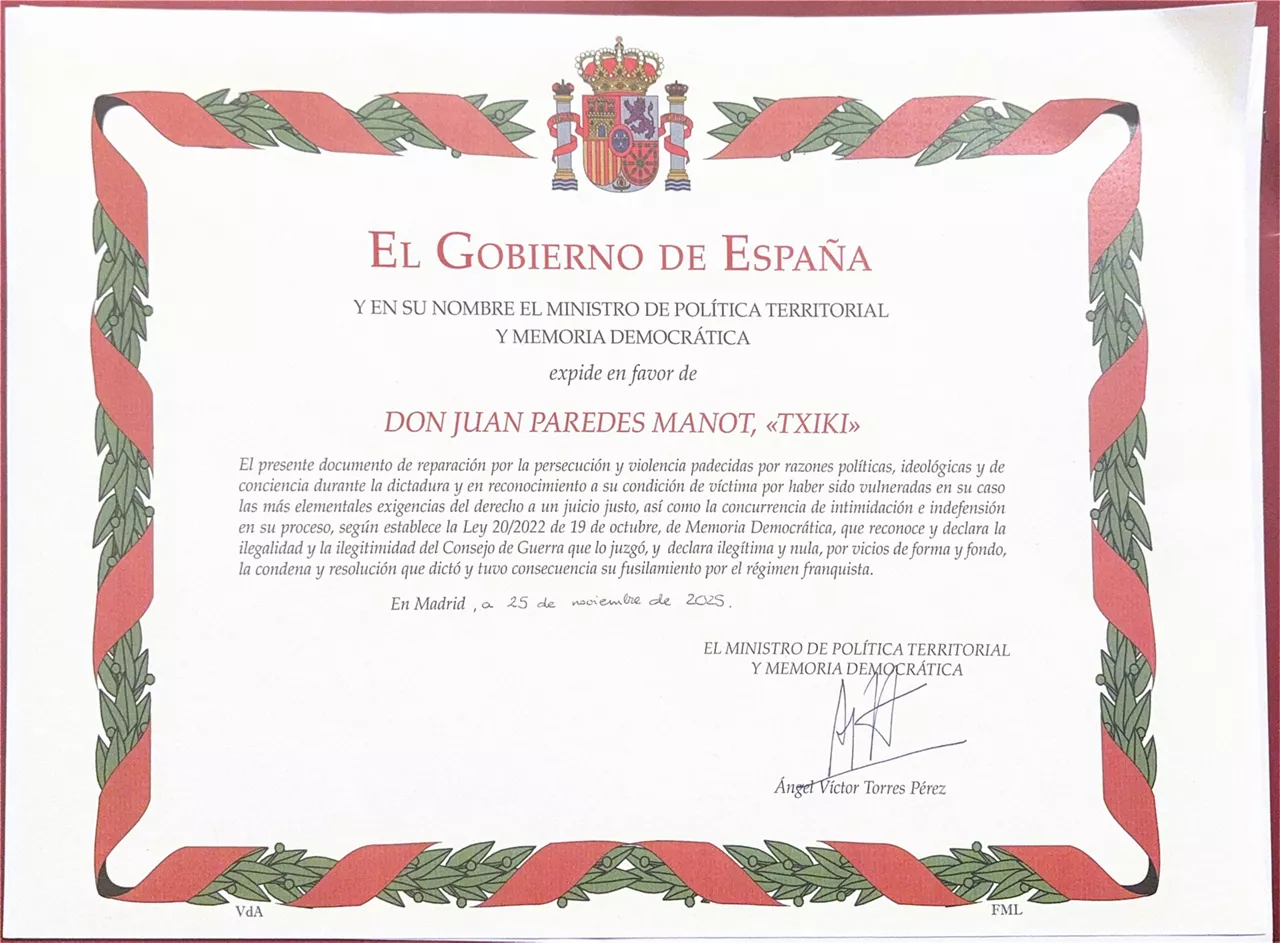 EL GOBIERNO DE ESPAÑA
Y EN SU NOMBRE EL MINISTRO DE POLÍTICA TERRITORIAL
Y MEMORIA DEMOCRÁTICA
expide en favor de
DON JUAN PAREDES MANOT, «TXIKI»
El presente documento de reparación por la persecución y violencia padecidas por razones políticas, ideológicas y de
conciencia durante la dictadura y en reconocimiento a su condición de víctima por haber sido vulneradas en su caso
las más elementales exigencias del derecho a un juicio justo, así como la concurrencia de intimidación e indefensión
en su proceso, según establece la Ley 20/2022 de 19 de octubre, de Memoria Democrática, que reconoce y declara la
ilegalidad y la ilegitimidad del Consejo de Guerra que lo juzgó, y declara ilegítima y nula, por vicios de forma y fondo,
la condena y resolución que dictó y tuvo consecuencia su fusilamiento por el régimen franquista.
En Madrid, a 25 de noviembre de 2025.
EL MINISTRO DE POLÍTICA TERRITORIAL
Y MEMORIA DEMOCRÁTICA
Ángel Víctor Torres Pérez
VdA
FML